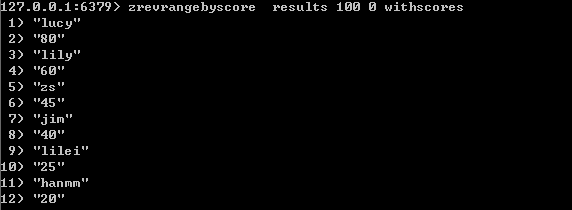 127.0.0.1:6379> zrevrangebyscore  results 100 0 withscores
 1) "lucy"
 2) "80"
 3) "lily"
 4) "60"
 5) "zs"
 6) "45"
 7) "jim"
 8) "40"
 9) "lilei"
10) "25"
11) "hanmm"
12) "20"